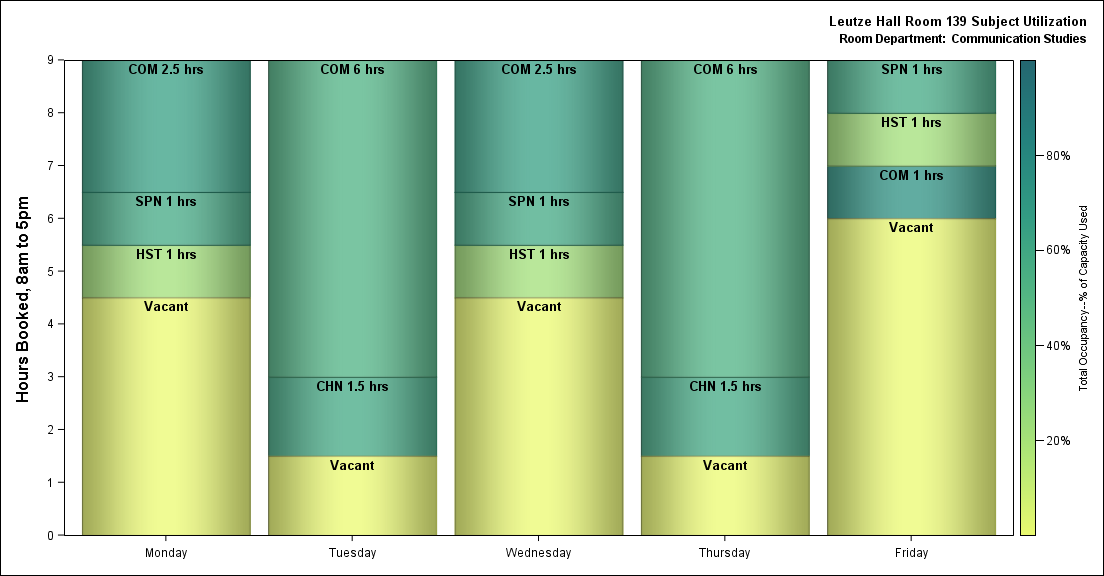 Leutze Hall Room 139 Subject Utilization
Room Department: Communication Studies
Hours Booked, 8am to 5pm
9
8
7
6
5
4
3
2
1
0
COM 2.5 hrs
SPN 1 hrs
HST 1 hrs
Vacant
COM 6 hrs
CHN 1.5 hrs
Vacant
COM 2.5 hrs
SPN 1 hrs
HST 1 hrs
Vacant
COM 6 hrs
CHN 1.5 hrs
Vacant
SPN 1 hrs
HST 1 hrs
COM 1 hrs
Vacant
Monday
Tuesday
Wednesday
Thursday
Friday
80%
60%
40%
20%
Total Occupancy--% of Capacity Used